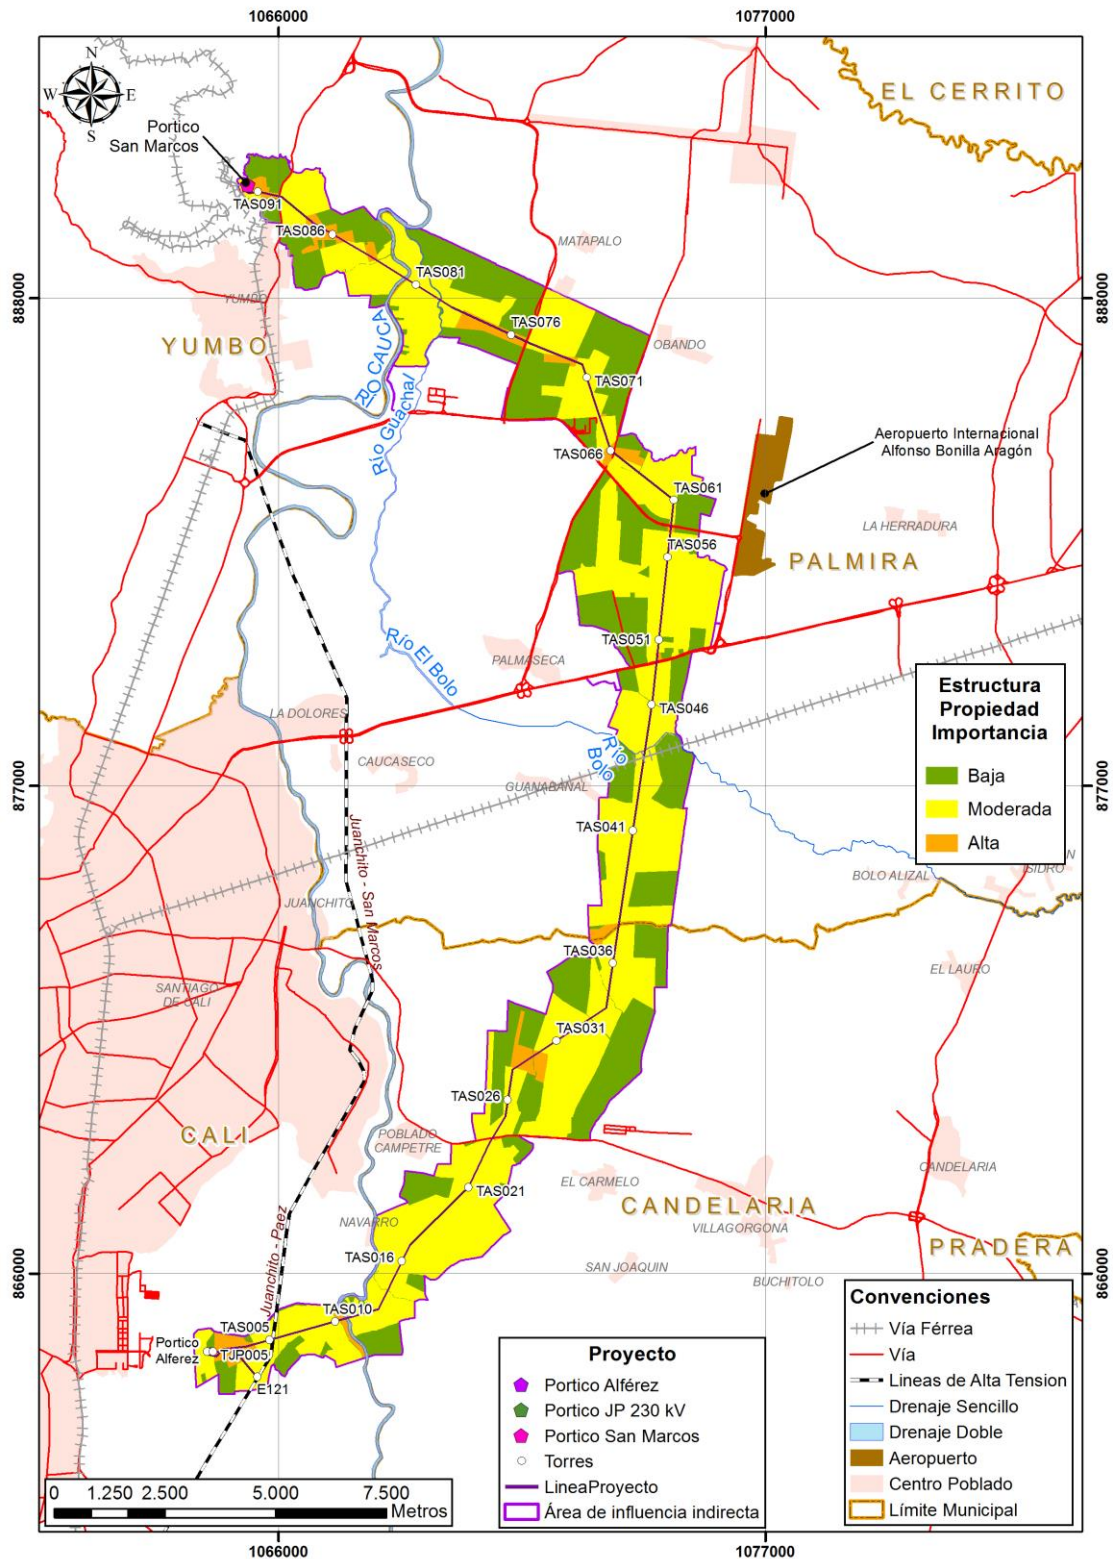 1066000
1077000
N
W
E
S
EL CERRITO
Portico
San Marcos
TAS091
TAS086
MATAPALO
TAS081
888000
888000
YUMBO
TAS076
RÍO CAUCA
YUMBO
OBANDO
TAS071
Río Guachal
Aeropuerto Internacional
Alfonso Bonilla Aragón
TAS066
TAS061
LA HERRADURA
TAS056
PALMIRA
Río El Bolo
TAS051
PALMASECA
Estructura
Propiedad
Importancia
Baja
Moderada
Alta
TAS046
LA DOLORES
Río
Bolo
CAUCASECO
877000
877000
GUANABANAL
TAS041
Juanchito - San Marcos
BOLO ALIZAL
ISIDRO
JUANCHITO
TAS036
EL LAURO
SANTIAGO
DE CALI
TAS031
TAS026
CALI
POBLADO
CAMPETRE
CANDELARIA
EL CARMELO
TAS021
CANDELARIA
VILLAGORGONA
NAVARRO
Juanchito - Paez
PRADERA
TAS016
SAN JOAQUIN
BUCHITOLO
866000
866000
TAS010
TAS005
Portico
Alferez
TJP005
E121
Convenciones
Vía Férrea
Vía
Lineas de Alta Tension
Drenaje Sencillo
Drenaje Doble
Aeropuerto
Centro Poblado
Límite Municipal
Proyecto
Portico Alférez
Portico JP 230 kV
Portico San Marcos
Torres
LineaProyecto
Área de influencia indirecta
0 1.250 2.500 5.000 7.500
Metros
1066000
1077000